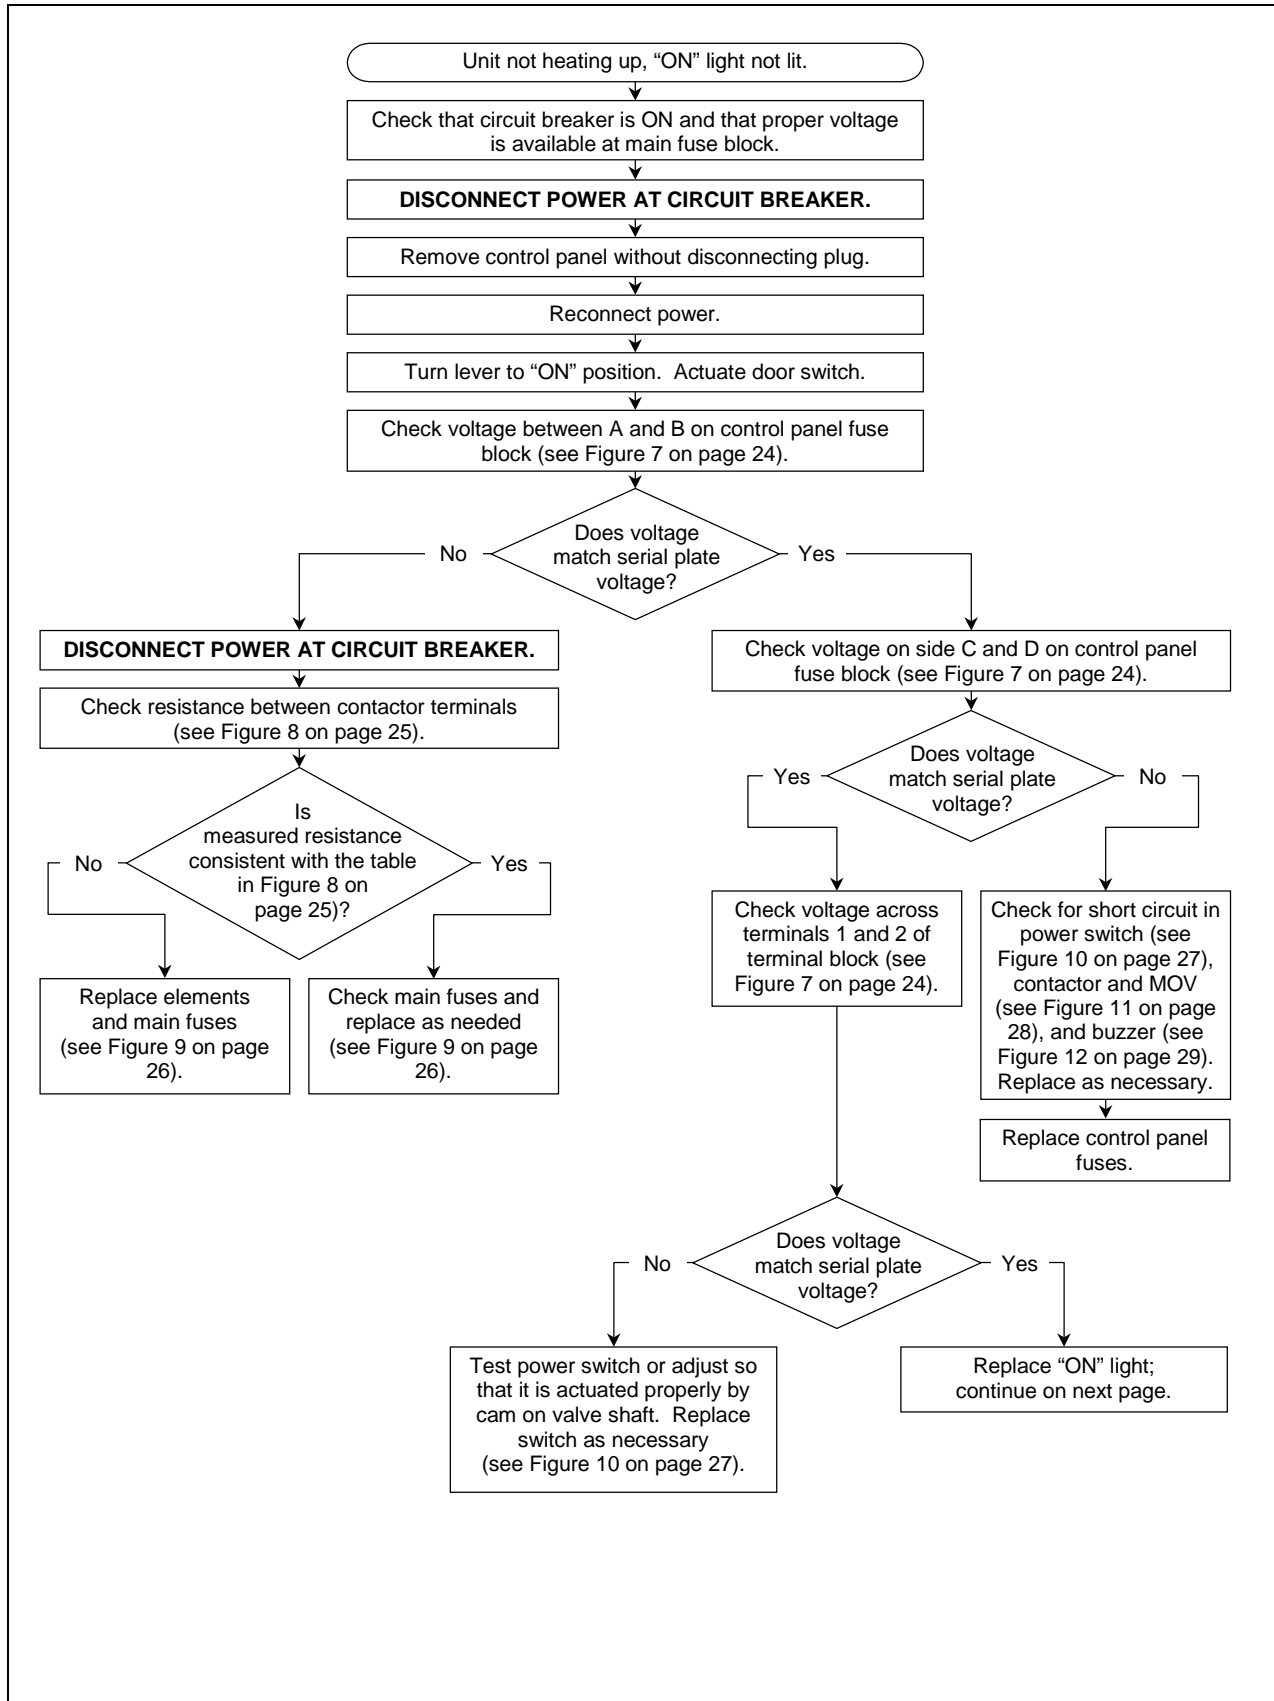 Unit not heating up, “ON” light not lit.
Check that circuit breaker is ON and that proper voltage
is available at main fuse block.
DISCONNECT POWER AT CIRCUIT BREAKER.
Remove control panel without disconnecting plug.
Reconnect power.
Turn lever to “ON” position.  Actuate door switch.
Check voltage between A and B on control panel fuse
block (see Figure 7 on page 24).
Does voltage
match serial plate
voltage?
No
Yes
DISCONNECT POWER AT CIRCUIT BREAKER.
Check resistance between contactor terminals
(see Figure 8 on page 25).
Is
measured resistance
consistent with the table
in Figure 8 on
page 25)?
No
Yes
Replace elements
and main fuses
(see Figure 9 on page
26).
Check main fuses and
replace as needed
(see Figure 9 on page
26).
Check voltage on side C and D on control panel
fuse block (see Figure 7 on page 24).
Does voltage
match serial plate
voltage?
Yes
No
Check voltage across
terminals 1 and 2 of
terminal block (see
Figure 7 on page 24).
Check for short circuit in
power switch (see
Figure 10 on page 27),
contactor and MOV
(see Figure 11 on page
28), and buzzer (see
Figure 12 on page 29).
Replace as necessary.
Replace control panel
fuses.
Does voltage
match serial plate
voltage?
No
Yes
Test power switch or adjust so
that it is actuated properly by
cam on valve shaft.  Replace
switch as necessary
(see Figure 10 on page 27).
Replace “ON” light;
continue on next page.